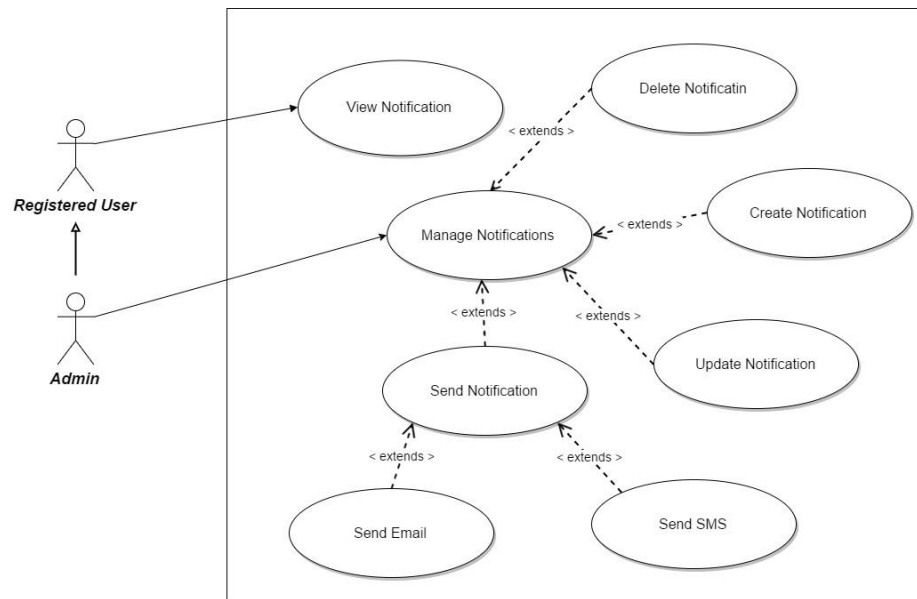 Delete Notificatin
View Notification
< extends >
Registered User
Create Notification
< extends >
Manage Notifications
< extends >
< extends >
Admin
Update Notification
Send Notification
< extends >
< extends >
Send Email
Send SMS